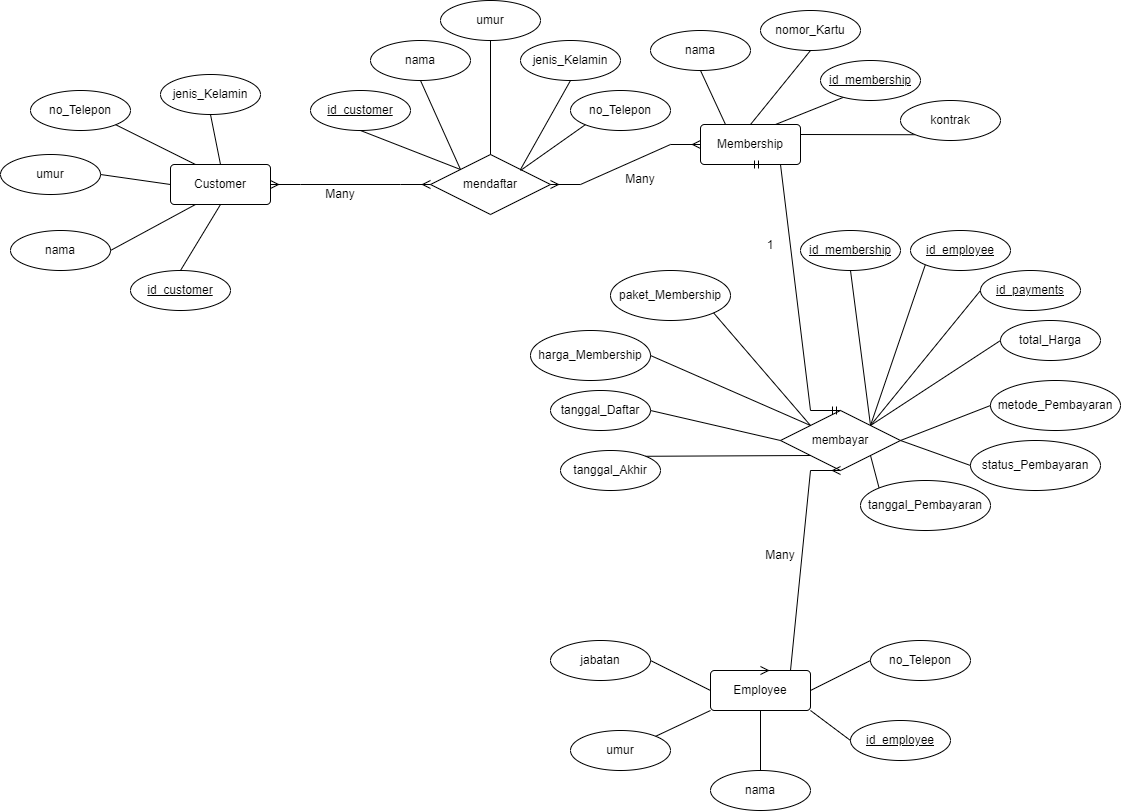 umur
nomor_Kartu
nama
nama
jenis_Kelamin
id_membership
jenis_Kelamin
no_Telepon
id_customer
no_Telepon
kontrak
Membership
umur
Customer
Many
mendaftar
Many
nama
id_customer
1
id_membership
id_employee
id_payments
paket_Membership
total_Harga
harga_Membership
metode_Pembayaran
tanggal_Daftar
membayar
status_Pembayaran
tanggal_Akhir
tanggal_Pembayaran
Many
jabatan
no_Telepon
Employee
umur
id_employee
nama